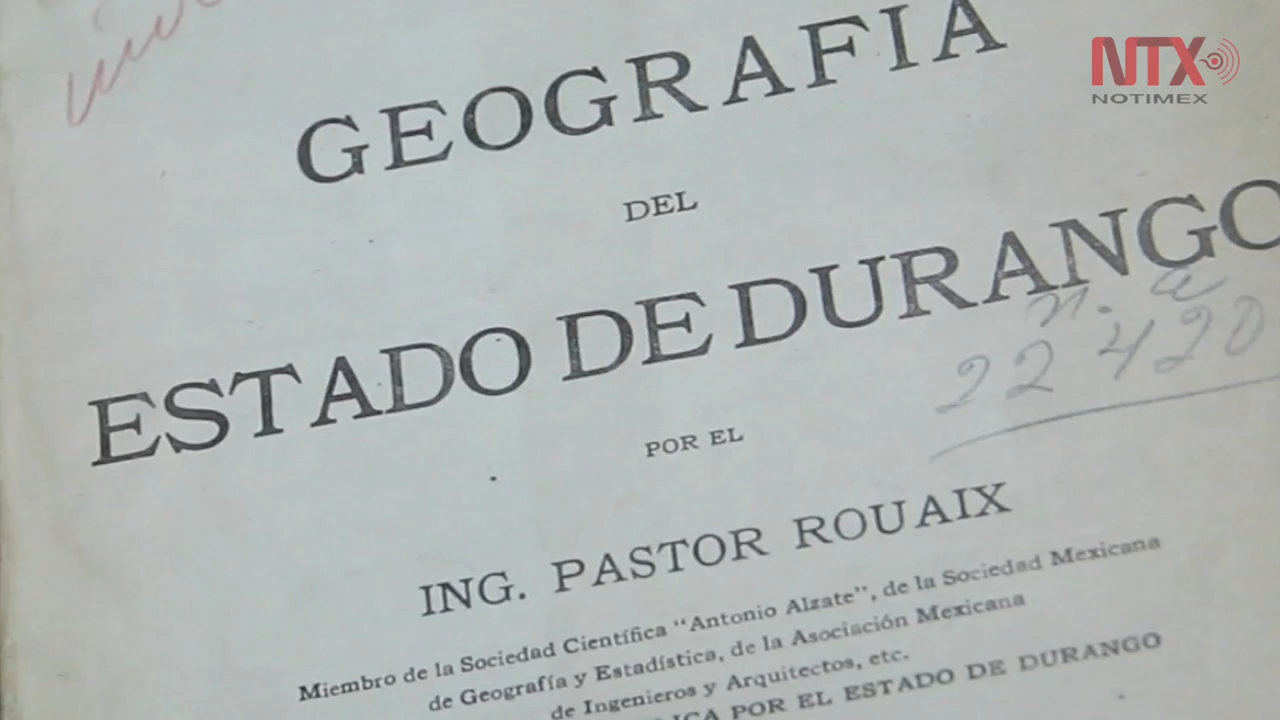 NTX
NOTIMEX
GEOGRAFIA
DEL
ESTADO DE DURANGO
n. a
22420
POR EL
ING. PASTOR ROUAIX
Miembro de la Sociedad Científica "Antonio Alzate", de la Sociedad Mexicana
de Geografía y Estadística, de la Asociación Mexicana
de Ingenieros y Arquitectos, etc.
POR EL ESTADO DE DURANGO